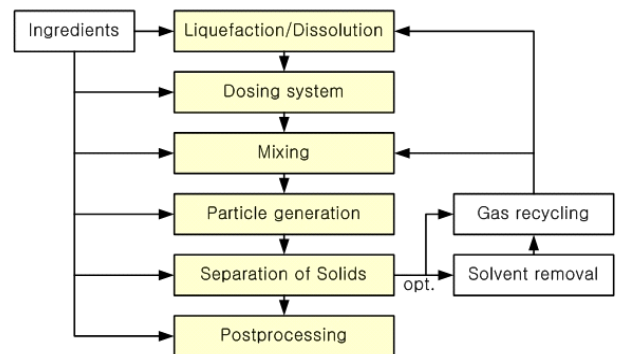 Ingredients
Liquefaction/Dissolution
Dosing system
Mixing
Particle generation
Gas recycling
Separation of Solids
opt.
Solvent removal
Postprocessing